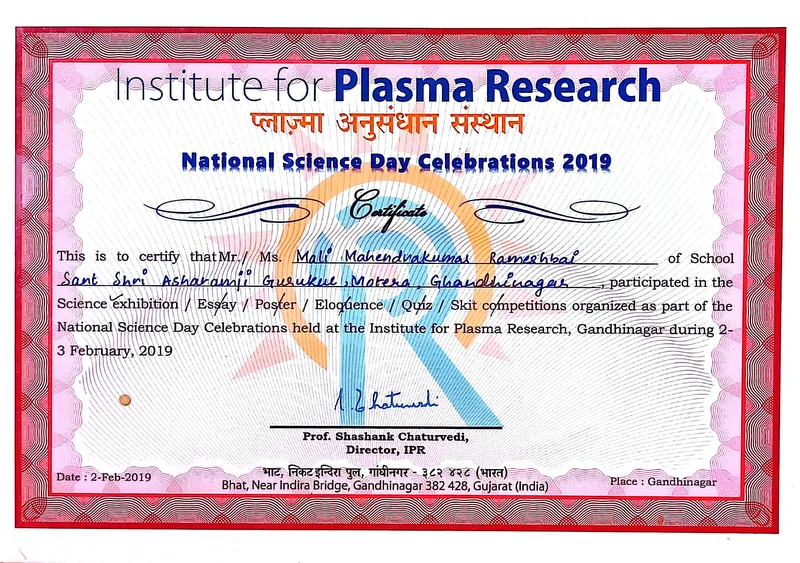 Institute for Plasma Research
प्लाज़्मा अनुसंधान संस्थान
National Science Day Celebrations 2019
Certificate
This is to certify that Mr./ Ms. Mali Mahendrakumar Rameshbai of School
Sant Shri Asharamji Gurukul, Motera, Ghandhinagar, participated in the
Science exhibition / Essay / Poster / Eloquence / Quiz / Skit competitions organized as part of the
National Science Day Celebrations held at the Institute for Plasma Research, Gandhinagar during 2-
3 February, 2019
Prof. Shashank Chaturvedi,
Director, IPR
भाट, निकट इन्दिरा पुल, गांधीनगर - ३८२ ४२८ (भारत)
Date : 2-Feb-2019
Bhat, Near Indira Bridge, Gandhinagar 382 428, Gujarat (India)
Place : Gandhinagar